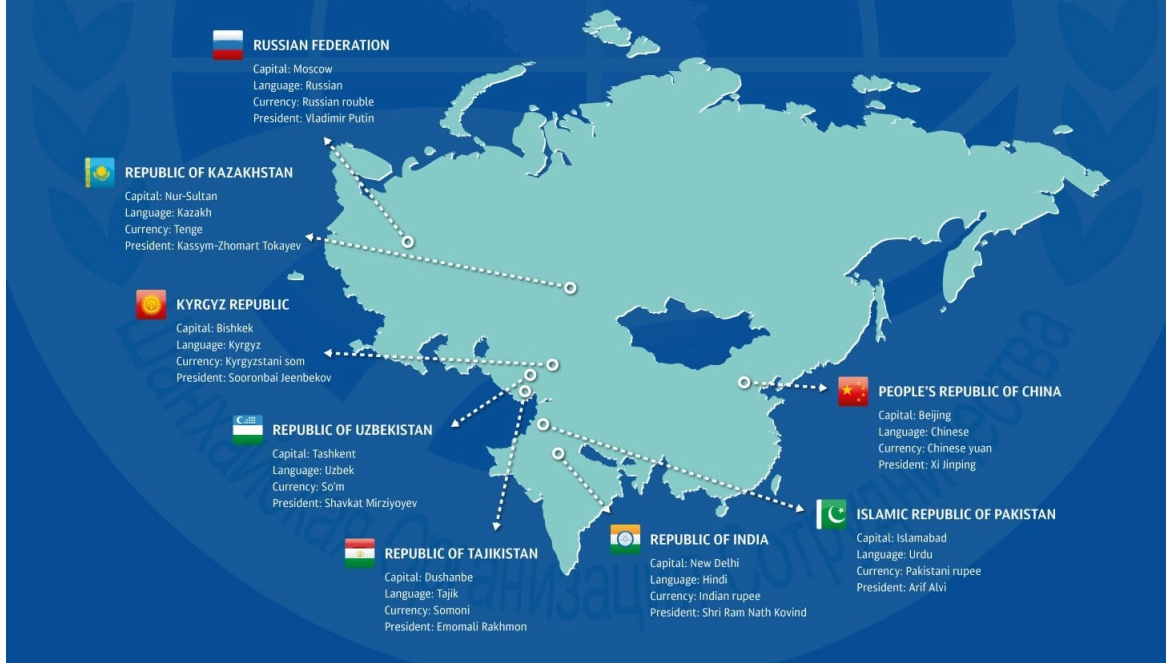 RUSSIAN FEDERATION
Capital: Moscow
Language: Russian
Currency: Russian rouble
President: Vladimir Putin
REPUBLIC OF KAZAKHSTAN
Capital: Nur-Sultan
Language: Kazakh
Currency: Tenge
President: Kassym-Zhomart Tokayev
KYRGYZ REPUBLIC
Capital: Bishkek
Language: Kyrgyz
Currency: Kyrgyzstani som
President: Sooronbai Jeenbekov
REPUBLIC OF UZBEKISTAN
Capital: Tashkent
Language: Uzbek
Currency: So'm
President: Shavkat Mirziyoyev
REPUBLIC OF TAJIKISTAN
Capital: Dushanbe
Language: Tajik
Currency: Somoni
President: Emomali Rakhmon
REPUBLIC OF INDIA
Capital: New Delhi
Language: Hindi
Currency: Indian rupee
President: Shri Ram Nath Kovind
ISLAMIC REPUBLIC OF PAKISTAN
Capital: Islamabad
Language: Urdu
Currency: Pakistani rupee
President: Arif Alvi
PEOPLE'S REPUBLIC OF CHINA
Capital: Beijing
Language: Chinese
Currency: Chinese yuan
President: Xi Jinping